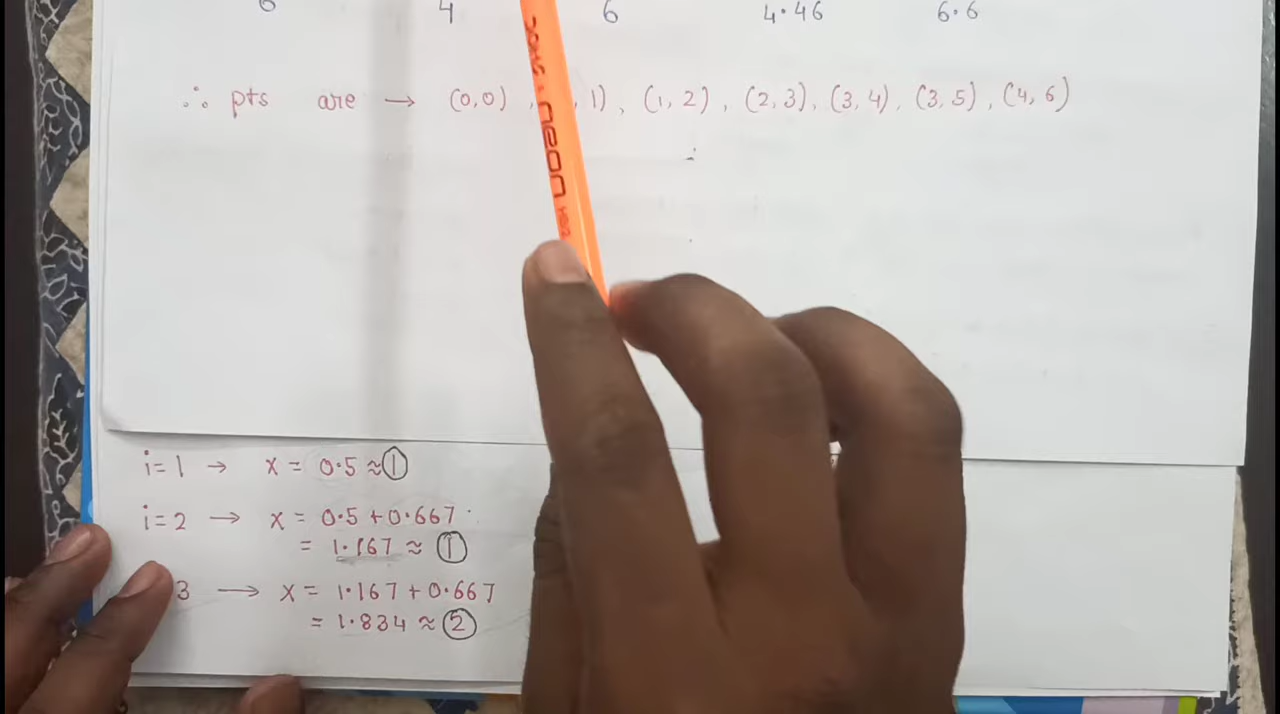 6 4 6 4.46 6.6
∴ pts are → (0,0) , , 1) , (1, 2) , (2, 3) , (3, 4) , (3, 5) , (4, 6)
neon
i = 1 → x = 0.5 ≈ 1
i = 2 → x = 0.5 + 0.667
= 1.167 ≈ 1
3 → x = 1.167 + 0.667
= 1.834 ≈ 2